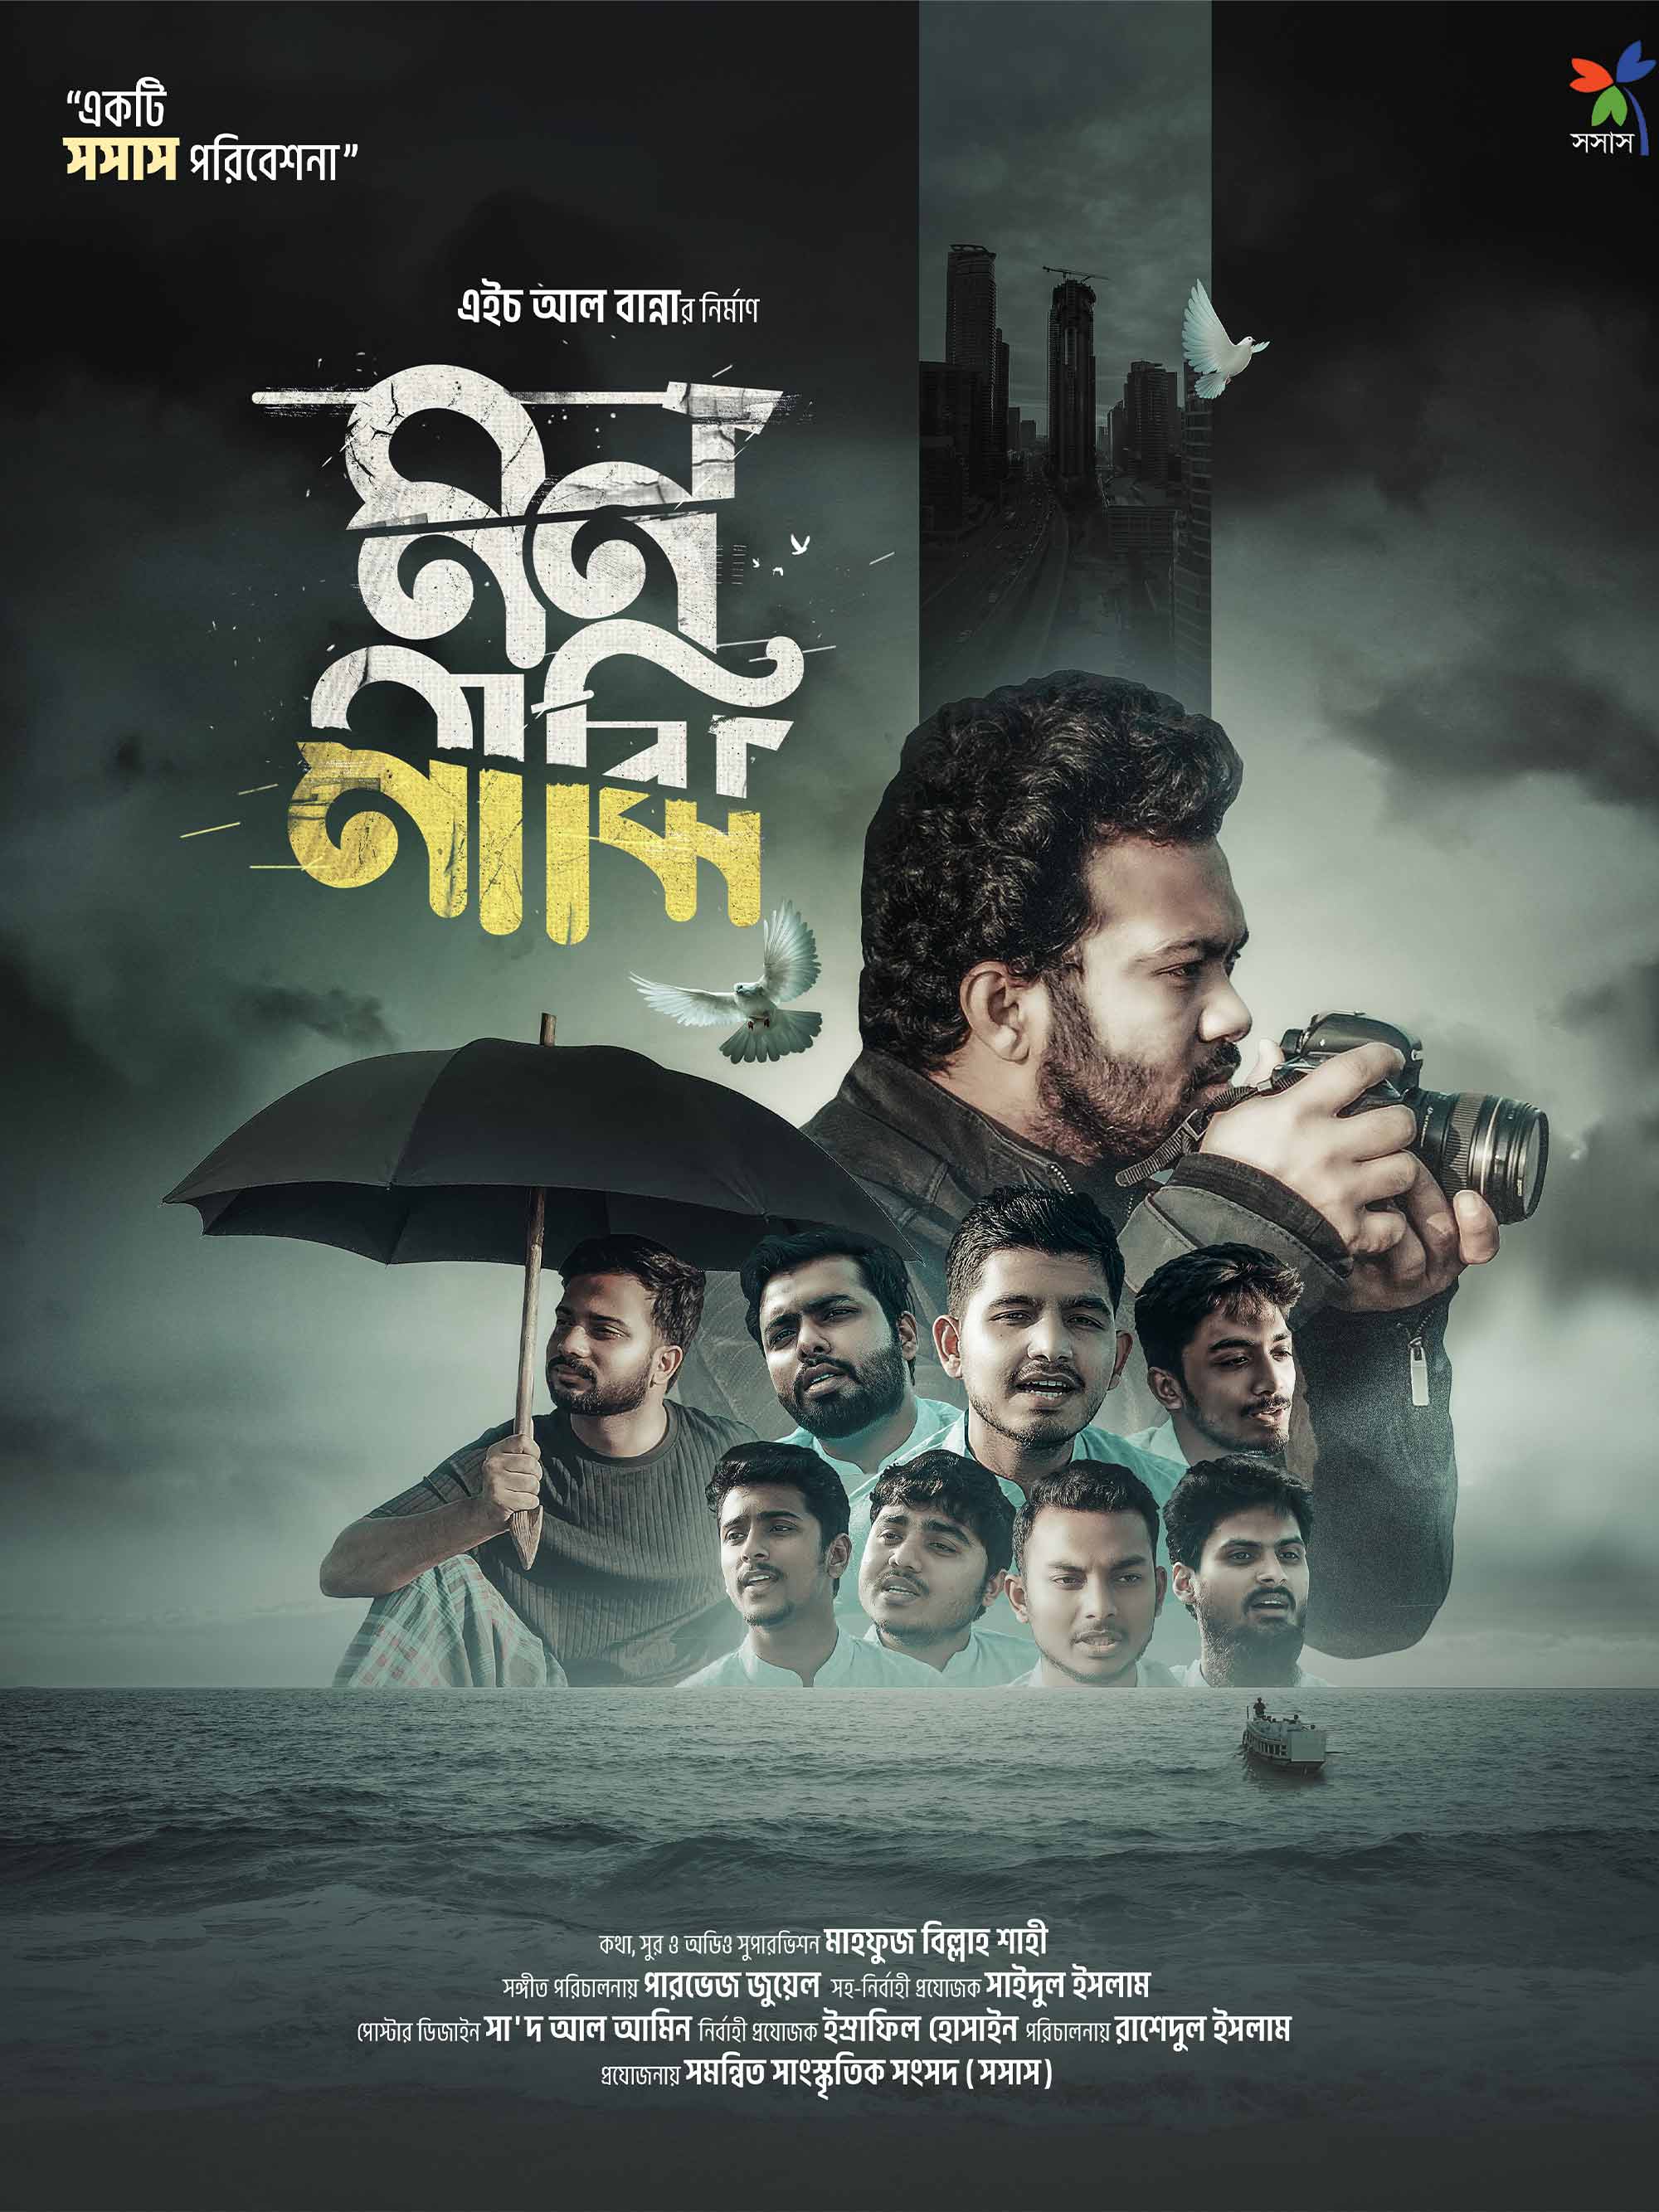 “একটি
সসাস পরিবেশনা”
সসাস
এইচ আল বান্নার নির্মাণ
মন
মাঝি
কথা, সুর ও অডিও সুপারভিশন মাহফুজ বিল্লাহ শাহী
সঙ্গীত পরিচালনায় পারভেজ জুয়েল সহ-নির্বাহী প্রযোজক সাইদুল ইসলাম
পোস্টার ডিজাইন সা'দ আল আমিন নির্বাহী প্রযোজক ইস্রাফিল হোসাইন পরিচালনায় রাশেদুল ইসলাম
প্রযোজনায় সমন্বিত সাংস্কৃতিক সংসদ (সসাস)